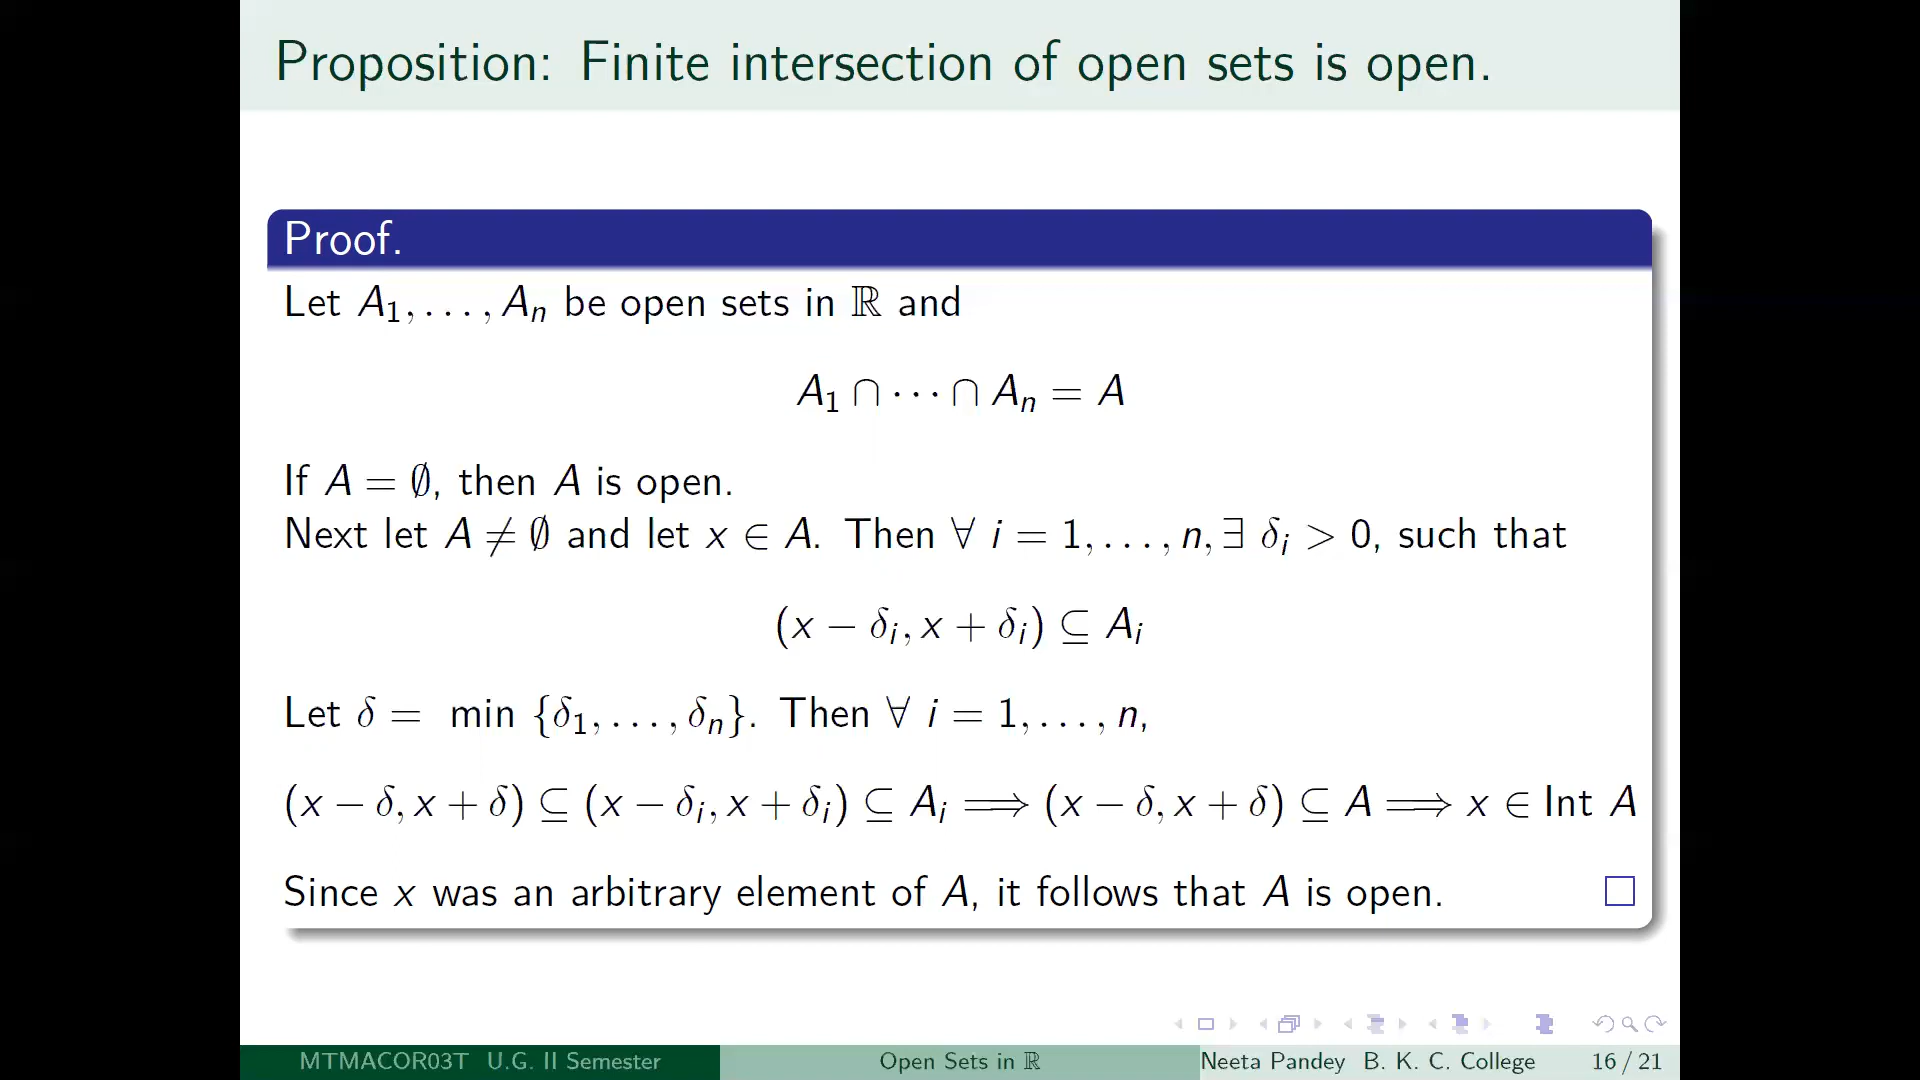 Proposition: Finite intersection of open sets is open.
Proof.
Let A₁, . . . , Aₙ be open sets in ℝ and
A₁ ∩ ⋯ ∩ Aₙ = A
If A = ∅, then A is open.
Next let A ≠ ∅ and let x ∈ A. Then ∀ i = 1, . . . , n, ∃ δᵢ > 0, such that
(x − δᵢ, x + δᵢ) ⊆ Aᵢ
Let δ = min {δ₁, . . . , δₙ}. Then ∀ i = 1, . . . , n,
(x − δ, x + δ) ⊆ (x − δᵢ, x + δᵢ) ⊆ Aᵢ ⟹ (x − δ, x + δ) ⊆ A ⟹ x ∈ Int A
Since x was an arbitrary element of A, it follows that A is open. □
MTMACOR03T U.G. II Semester Open Sets in ℝ Neeta Pandey B. K. C. College 16 / 21